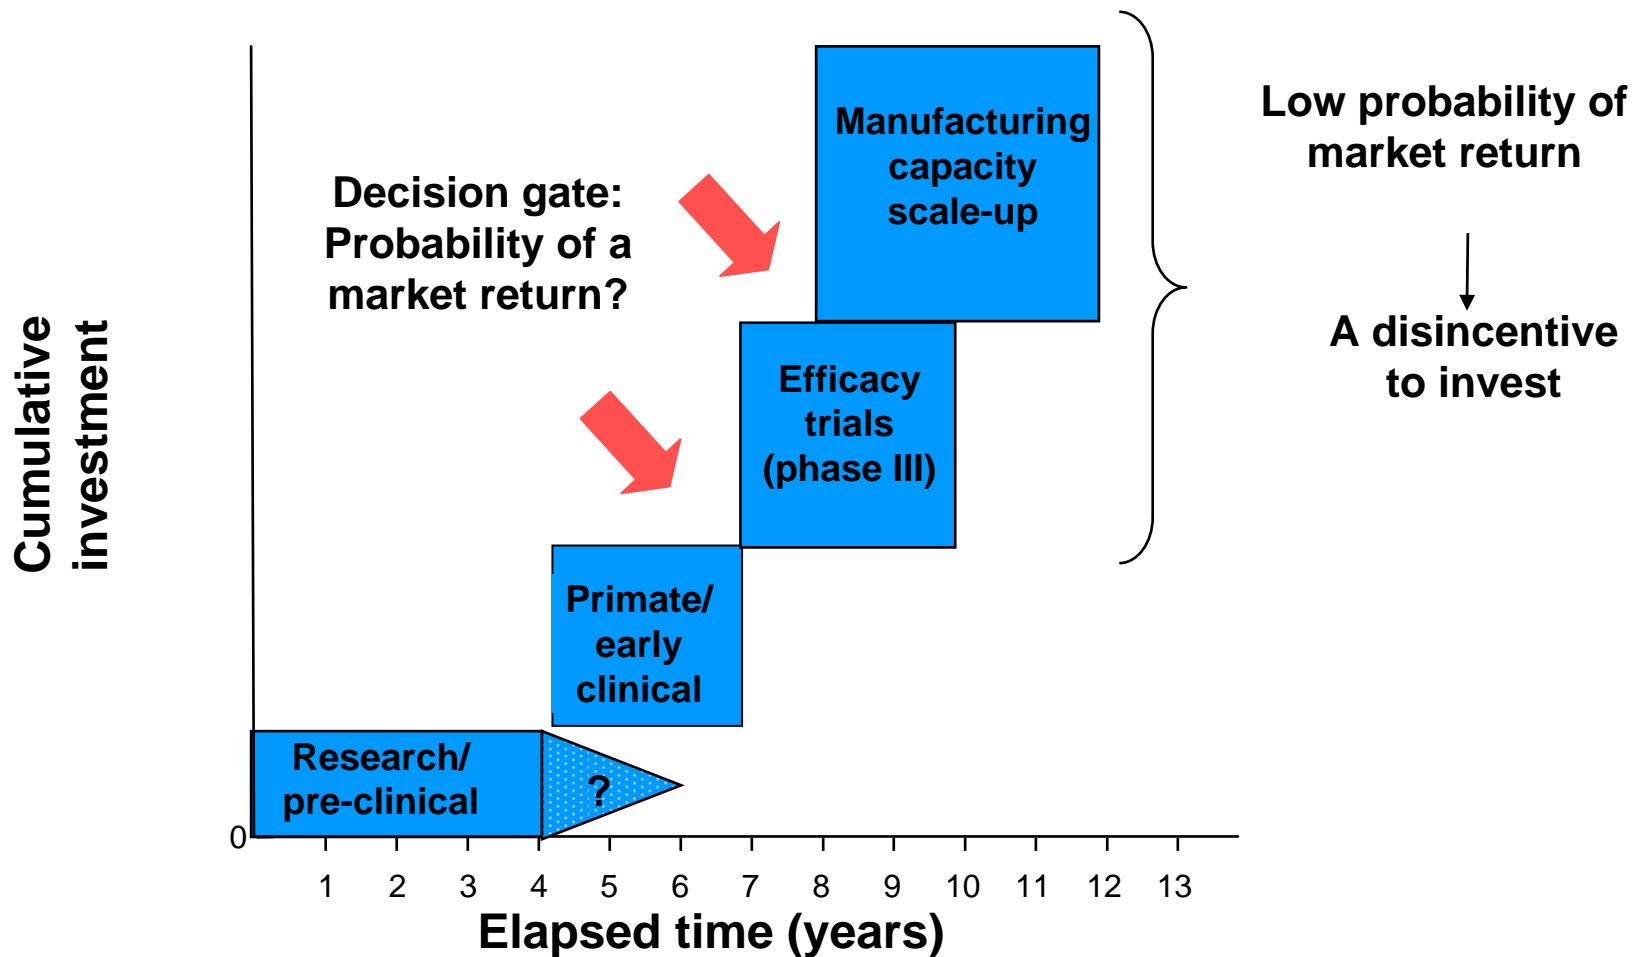 Cumulative
investment
Decision gate:
Probability of a
market return?
Manufacturing
capacity
scale-up
Efficacy
trials
(phase III)
Primate/
early
clinical
Research/
pre-clinical
?
Low probability of
market return
A disincentive
to invest
0
1 2 3 4 5 6 7 8 9 10 11 12 13
Elapsed time (years)